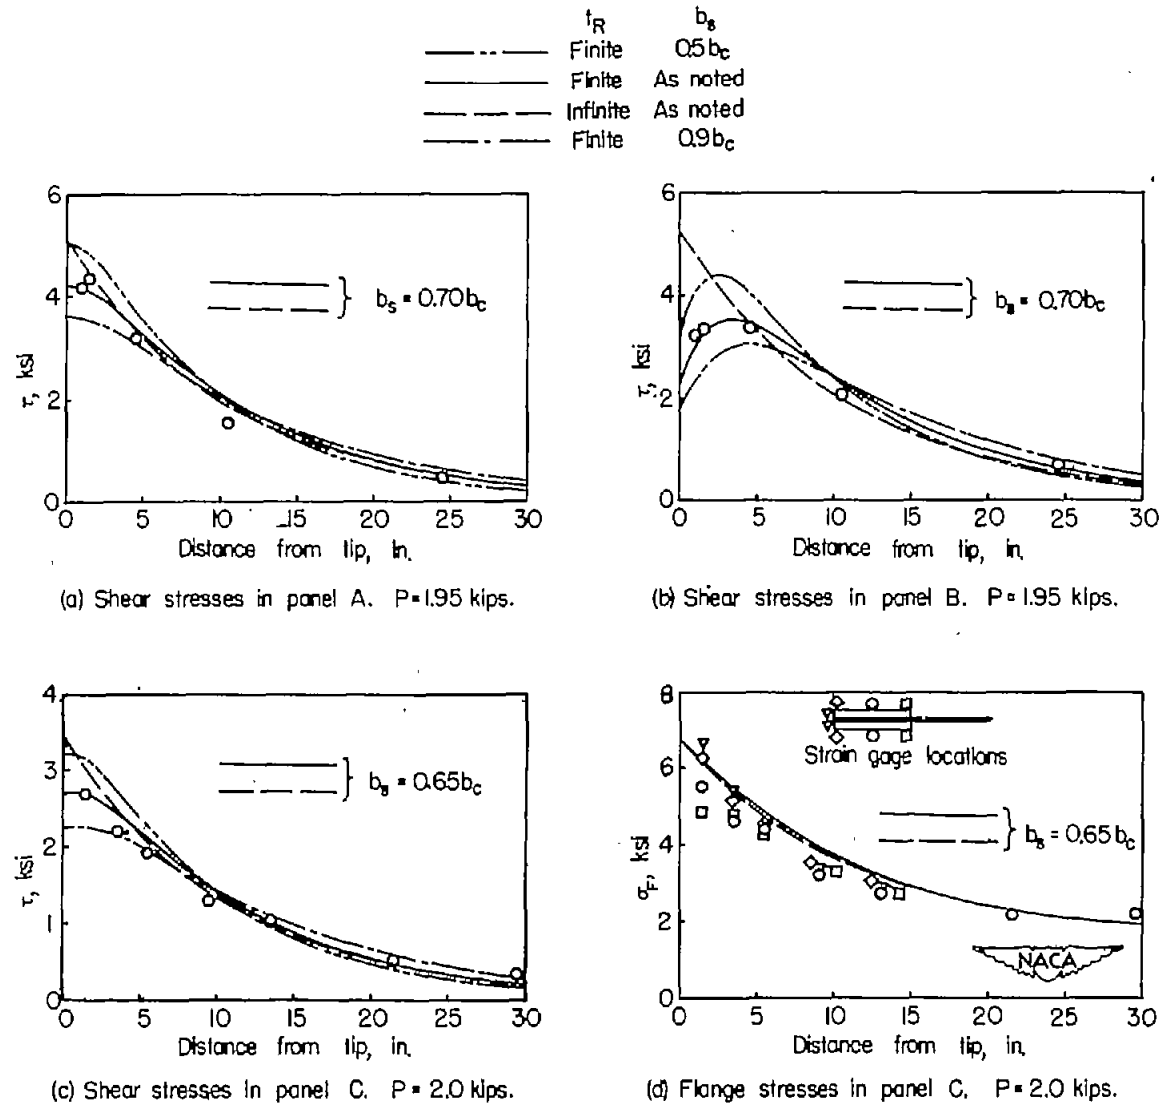 t_R b_s
Finite 0.5b_c
Finite As noted
Infinite As noted
Finite 0.9b_c
6
4
2
0
τ, ksi
b_s = 0.70b_c
0 5 10 15 20 25 30
Distance from tip, in.
(a) Shear stresses in panel A. P = 1.95 kips.
6
4
2
0
τ, ksi
b_s = 0.70b_c
0 5 10 15 20 25 30
Distance from tip, in.
(b) Shear stresses in panel B. P = 1.95 kips.
4
3
2
1
0
τ, ksi
b_s = 0.65b_c
0 5 10 15 20 25 30
Distance from tip, in.
(c) Shear stresses in panel C. P = 2.0 kips.
8
6
4
2
0
σ_F, ksi
Strain gage locations
b_s = 0.65b_c
NACA
0 5 10 15 20 25 30
Distance from tip, in.
(d) Flange stresses in panel C. P = 2.0 kips.